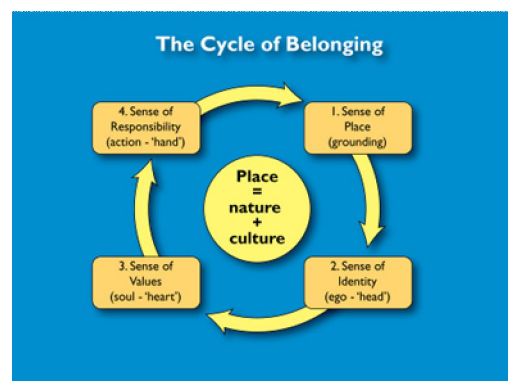 The Cycle of Belonging
4. Sense of
Responsibility
(action - 'hand')
1. Sense of
Place
(grounding)
Place
=
nature
+
culture
3. Sense of
Values
(soul - 'heart')
2. Sense of
Identity
(ego - 'head')